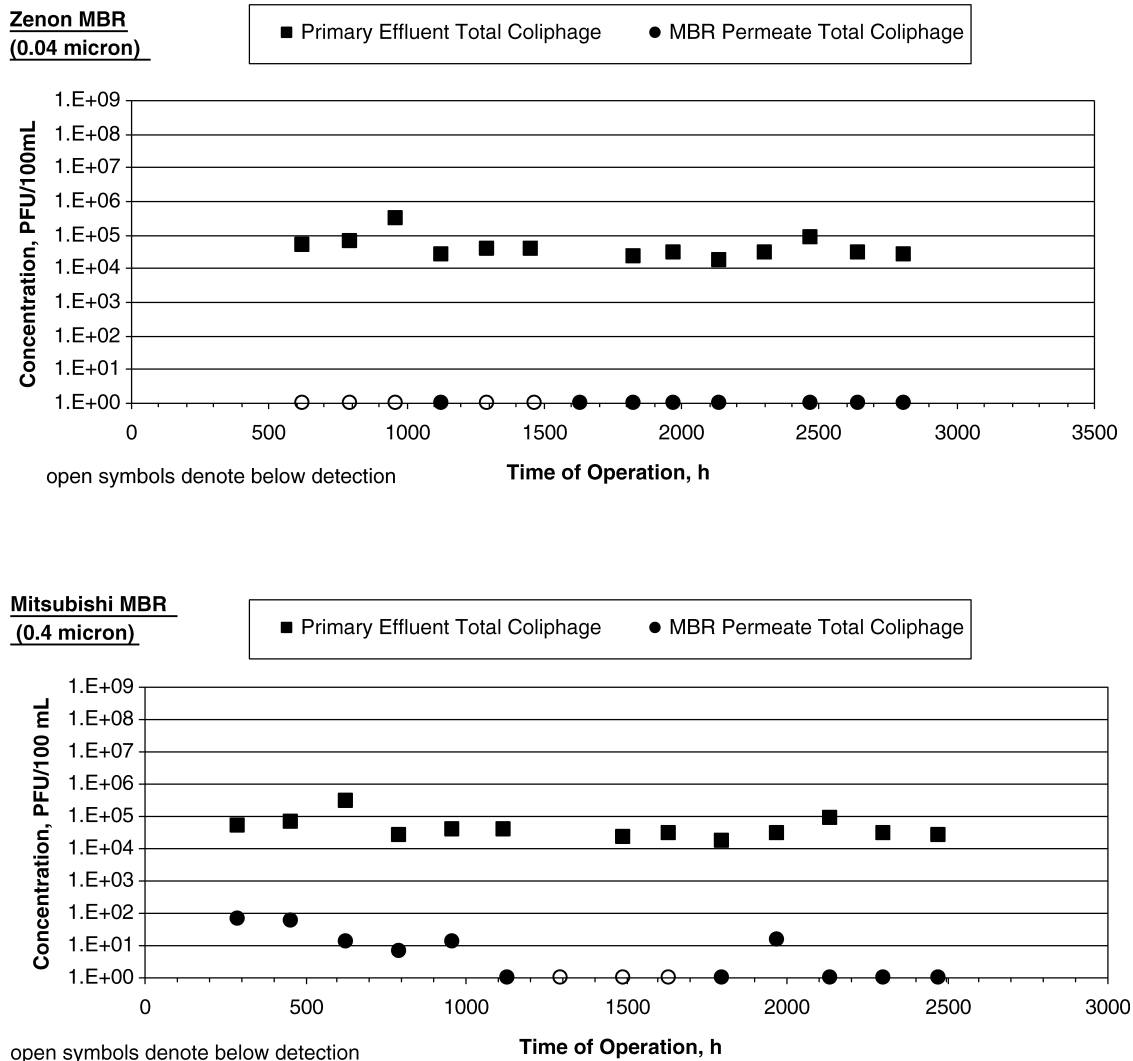 Zenon MBR
(0.04 micron)
Primary Effluent Total Coliphage MBR Permeate Total Coliphage
Concentration, PFU/100mL
1.E+09
1.E+08
1.E+07
1.E+06
1.E+05
1.E+04
1.E+03
1.E+02
1.E+01
1.E+00
0 500 1000 1500 2000 2500 3000 3500
Time of Operation, h
open symbols denote below detection
Mitsubishi MBR
(0.4 micron)
Primary Effluent Total Coliphage MBR Permeate Total Coliphage
Concentration, PFU/100 mL
1.E+09
1.E+08
1.E+07
1.E+06
1.E+05
1.E+04
1.E+03
1.E+02
1.E+01
1.E+00
0 500 1000 1500 2000 2500 3000
Time of Operation, h
open symbols denote below detection